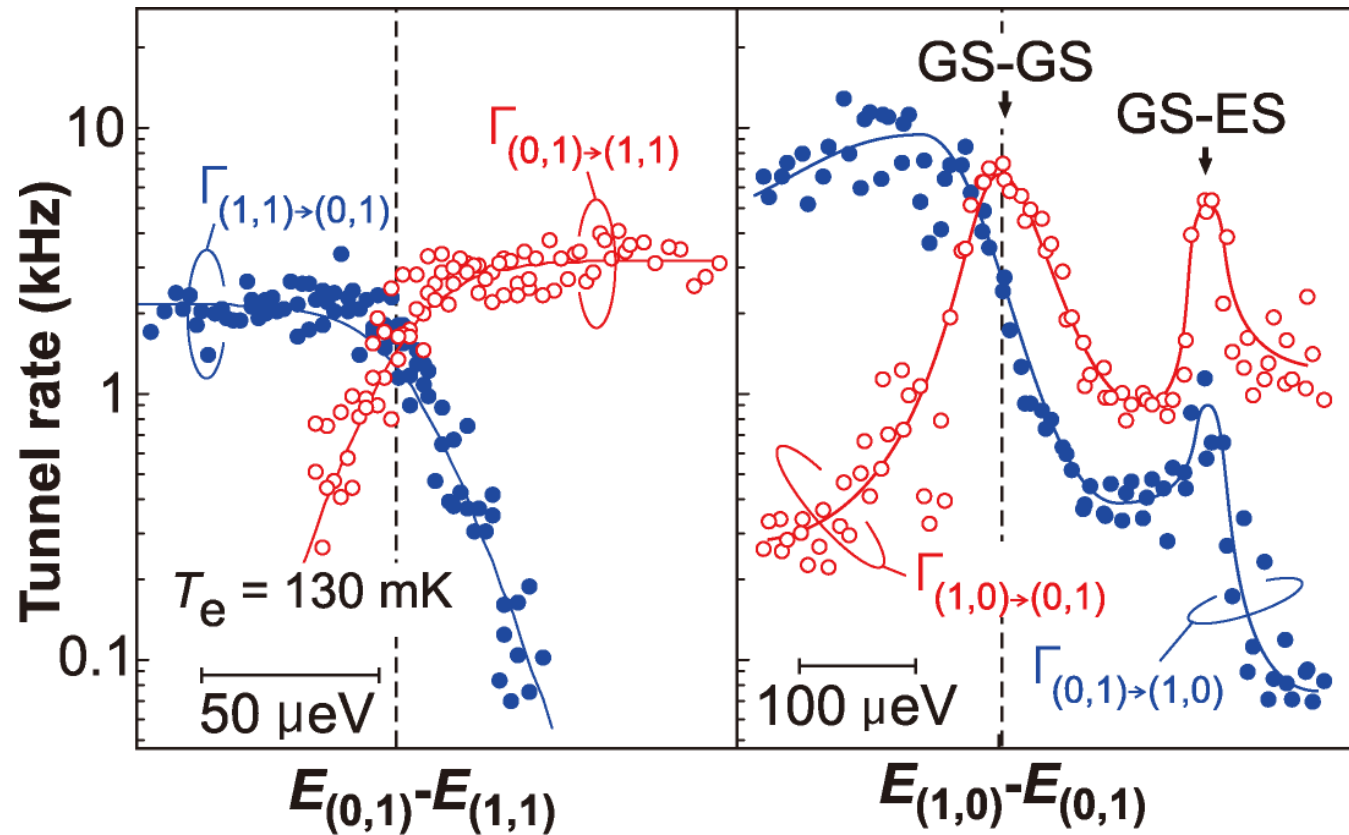 Tunnel rate (kHz)
10
1
0.1
Γ(1,1)→(0,1)
Γ(0,1)→(1,1)
Te = 130 mK
50 μeV
E(0,1)-E(1,1)
GS-GS
GS-ES
Γ(1,0)→(0,1)
Γ(0,1)→(1,0)
100 μeV
E(1,0)-E(0,1)